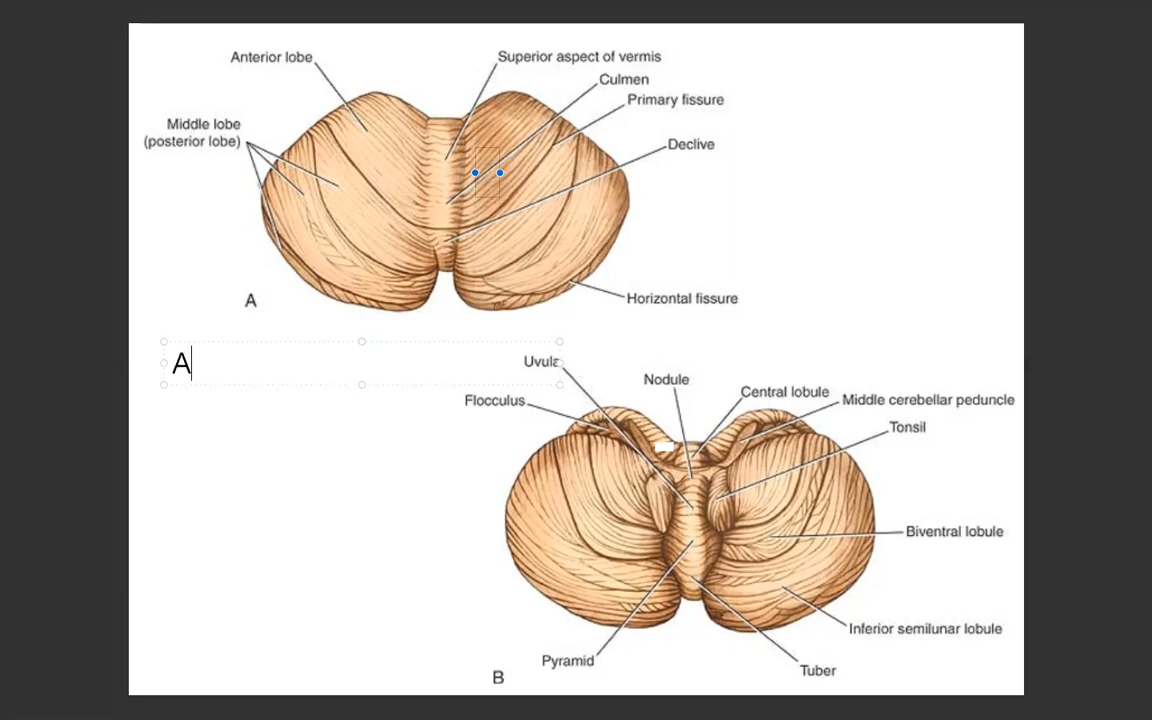 Anterior lobe
Superior aspect of vermis
Culmen
Primary fissure
Middle lobe
(posterior lobe)
Declive
Horizontal fissure
A
A
Uvula
Nodule
Central lobule
Middle cerebellar peduncle
Flocculus
Tonsil
Biventral lobule
Inferior semilunar lobule
Pyramid
Tuber
B